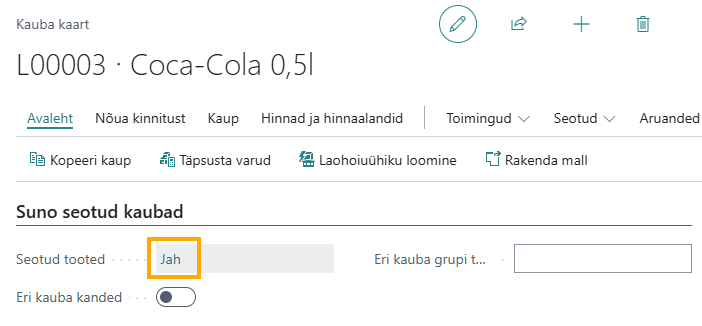 Kauba kaart
L00003 · Coca-Cola 0,5l
Avaleht Nõua kinnitust Kaup Hinnad ja hinnaalandid Toimingud Seotud Aruanded
Kopeeri kaup Täpsusta varud Laohoiuühiku loomine Rakenda mall
Suno seotud kaubad
Seotud tooted Jah Eri kauba grupi t...
Eri kauba kanded